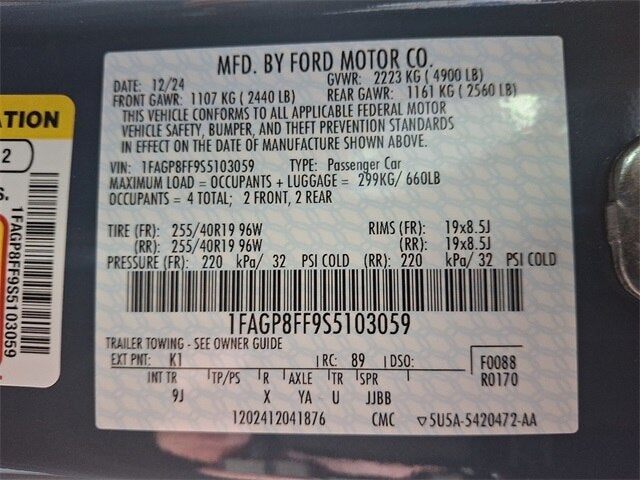 MFD. BY FORD MOTOR CO.
DATE: 12/24 GVWR: 2223 KG ( 4900 LB)
FRONT GAWR: 1107 KG ( 2440 LB) REAR GAWR: 1161 KG ( 2560 LB)
THIS VEHICLE CONFORMS TO ALL APPLICABLE FEDERAL MOTOR
VEHICLE SAFETY, BUMPER, AND THEFT PREVENTION STANDARDS
IN EFFECT ON THE DATE OF MANUFACTURE SHOWN ABOVE.
VIN: 1FAGP8FF9S5103059 TYPE: Passenger Car
MAXIMUM LOAD = OCCUPANTS + LUGGAGE = 299KG/ 660LB
OCCUPANTS = 4 TOTAL; 2 FRONT, 2 REAR
TIRE (FR): 255/40R19 96W RIMS (FR): 19x8.5J
(RR): 255/40R19 96W (RR): 19x8.5J
PRESSURE (FR): 220 kPa/ 32 PSI COLD (RR): 220 kPa/ 32 PSI COLD
1FAGP8FF9S5103059
TRAILER TOWING - SEE OWNER GUIDE
EXT PNT: K1 RC: 89 DSO: F0088
R0170
INT TR TP/PS R AXLE TR SPR
9J X YA U JJBB
1202412041876 CMC ▽5U5A-5420472-AA
ATION
2
S.
1FAGP8FF9S5103059